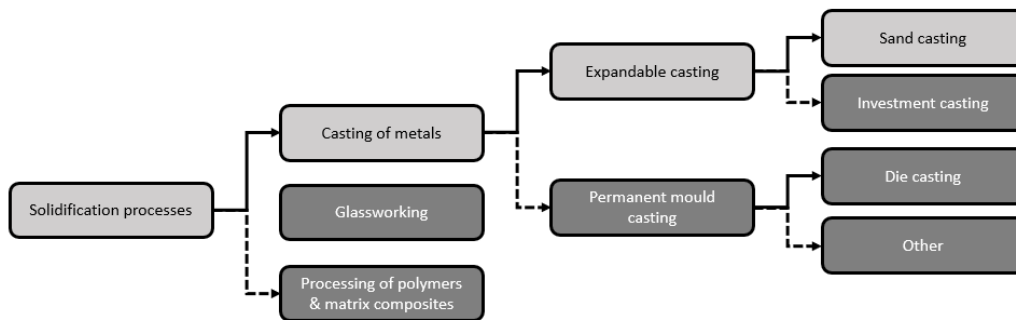 Solidification processes
Casting of metals
Glassworking
Processing of polymers
& matrix composites
Expandable casting
Permanent mould
casting
Sand casting
Investment casting
Die casting
Other